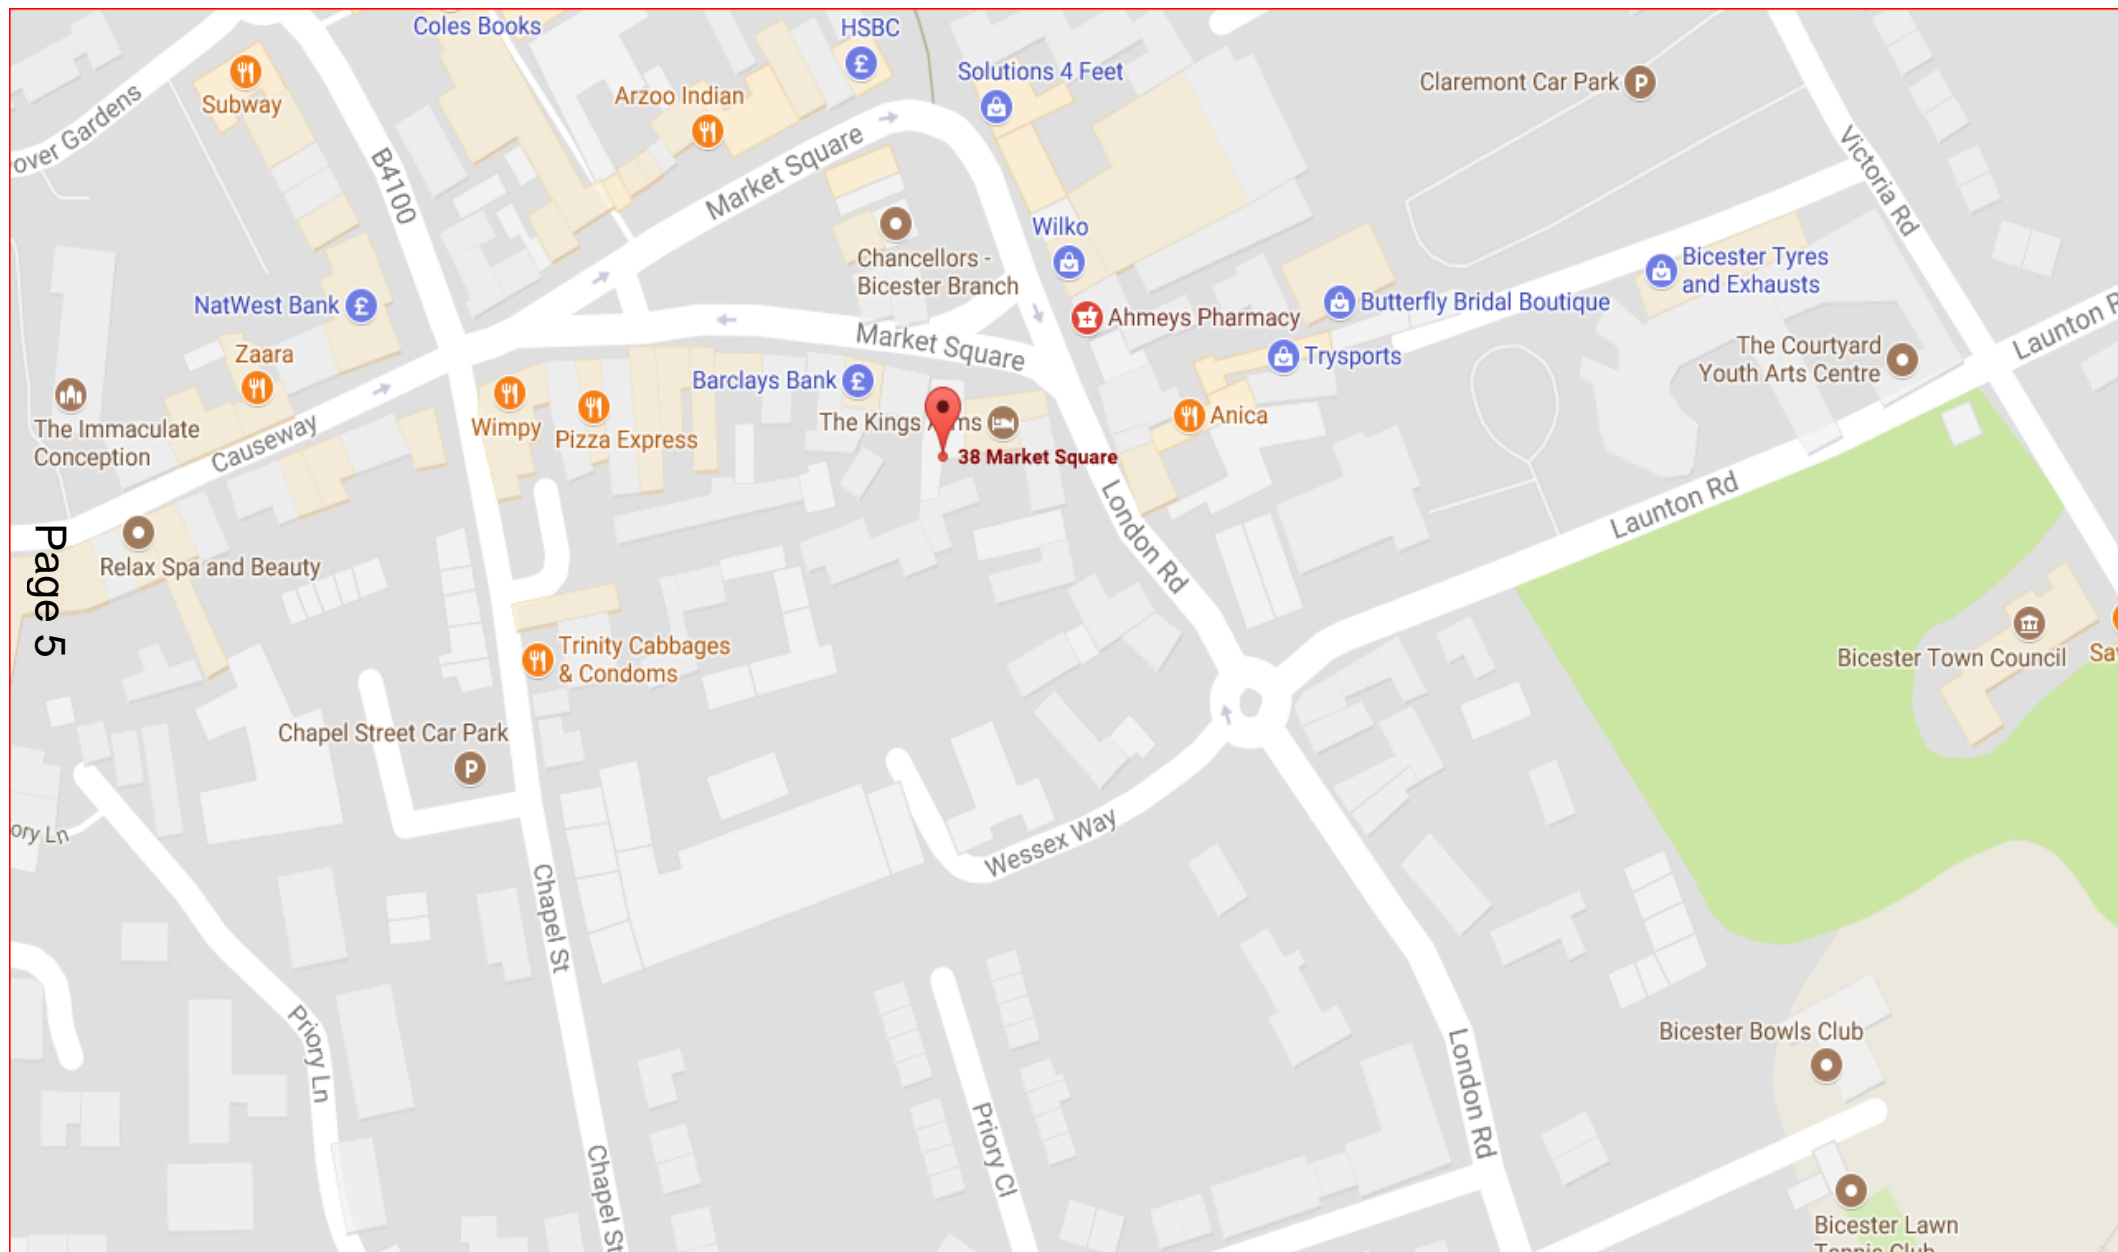 Coles Books
HSBC
Solutions 4 Feet
Subway
Arzoo Indian
Claremont Car Park
P
over Gardens
B4100
Market Square
Victoria Rd
Wilko
Chancellors -
Bicester Branch
NatWest Bank
Ahmeys Pharmacy
Butterfly Bridal Boutique
Bicester Tyres
and Exhausts
Market Square
Zaara
Trysports
The Courtyard
Youth Arts Centre
Launton R
Barclays Bank
The Immaculate
Conception
Causeway
Wimpy
Pizza Express
The Kings Arms
Anica
38 Market Square
London Rd
Launton Rd
Page 5
Relax Spa and Beauty
Trinity Cabbages
& Condoms
Bicester Town Council
Sa
Chapel Street Car Park
P
ory Ln
Wessex Way
Chapel St
Priory Ln
Bicester Bowls Club
London Rd
Priory Cl
Chapel St
Bicester Lawn
Tennis Club